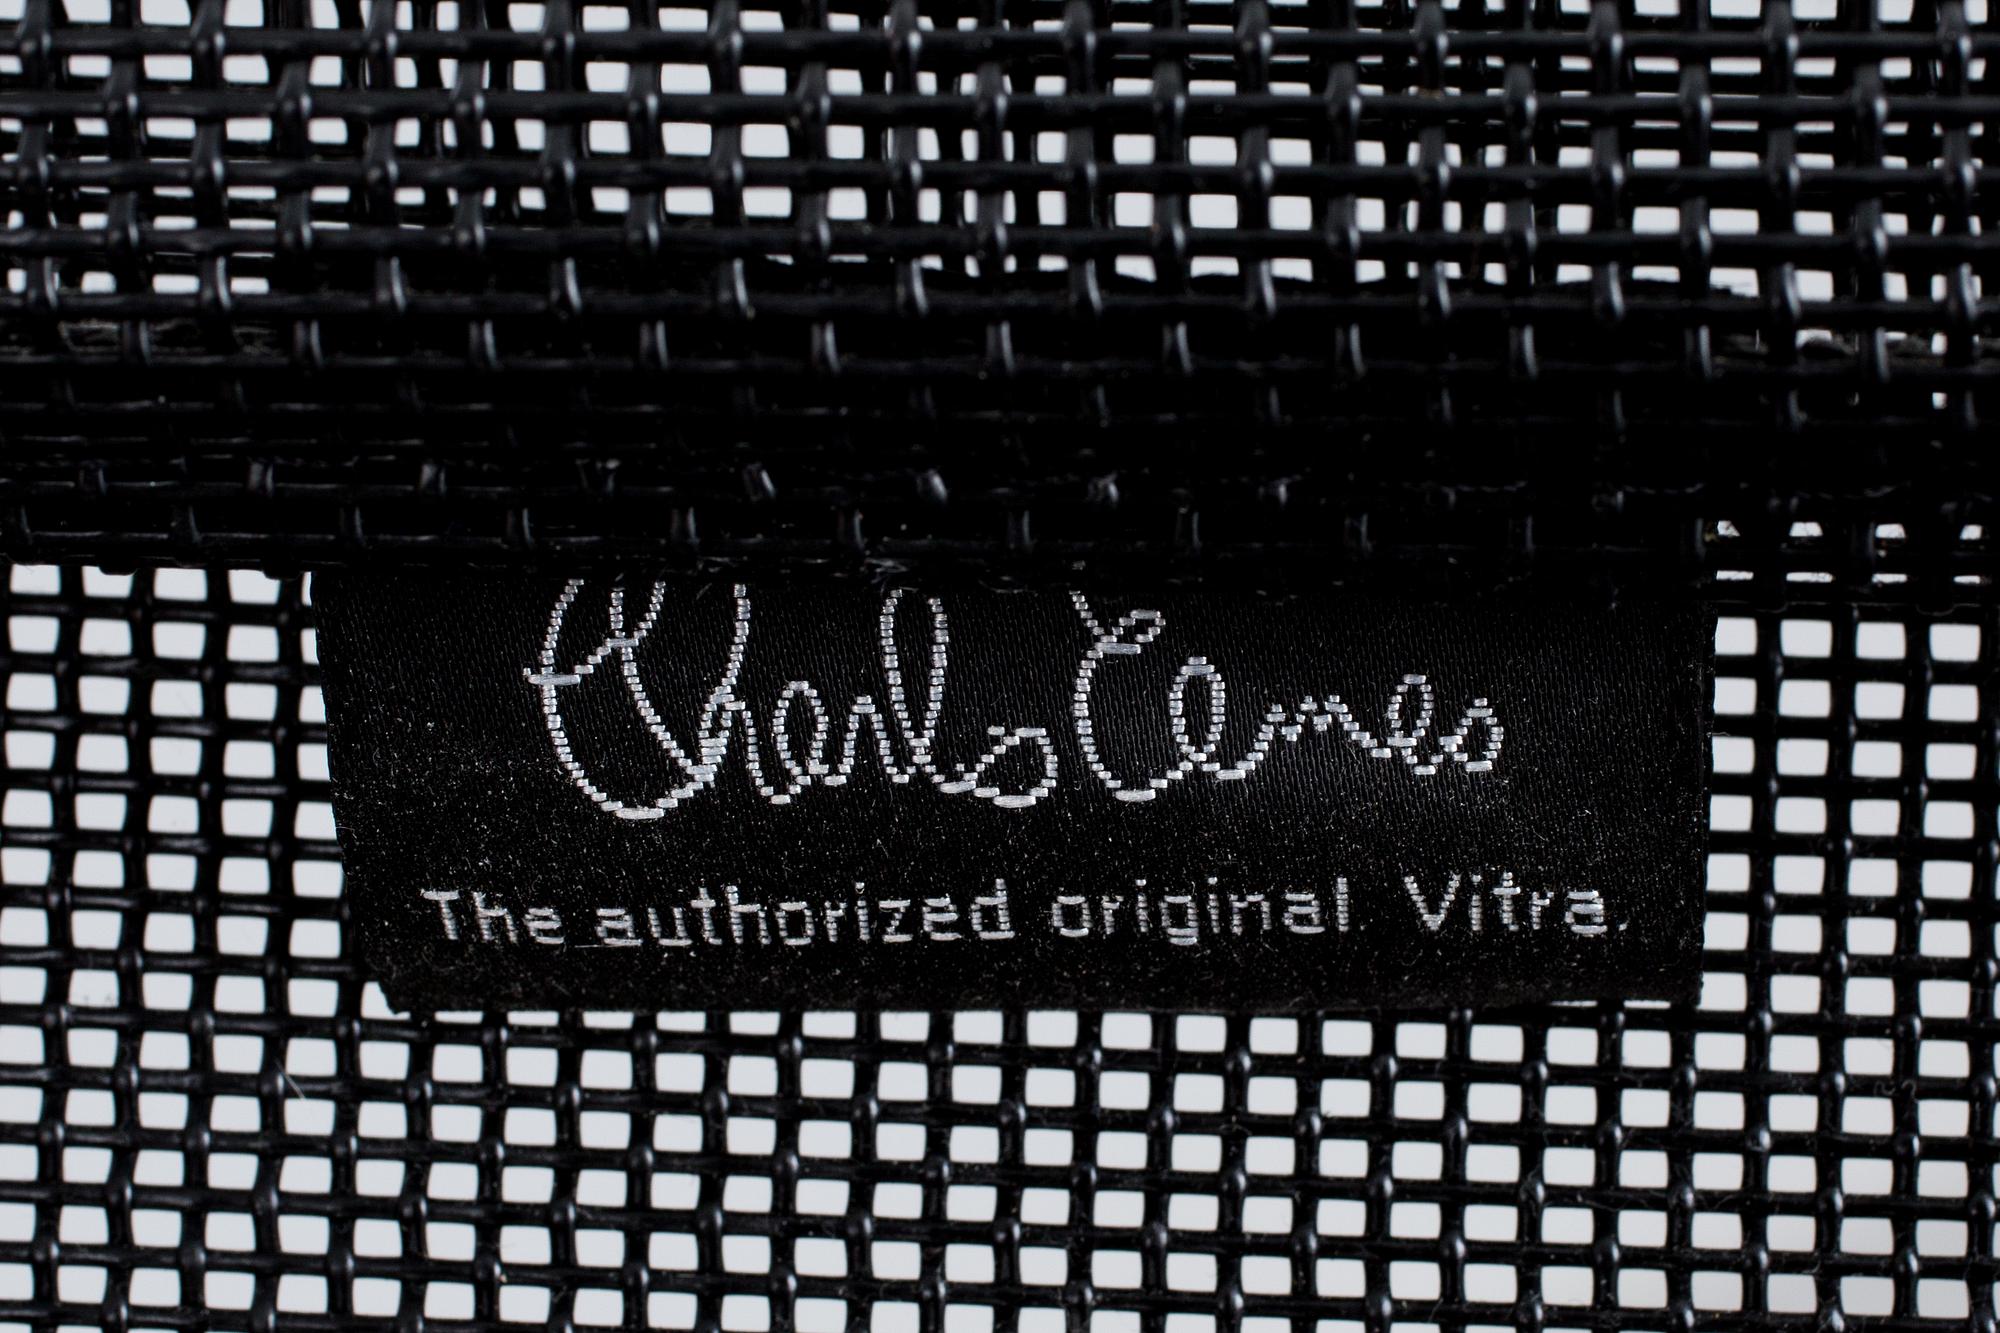 Charles Eames
The authorized original. Vitra.